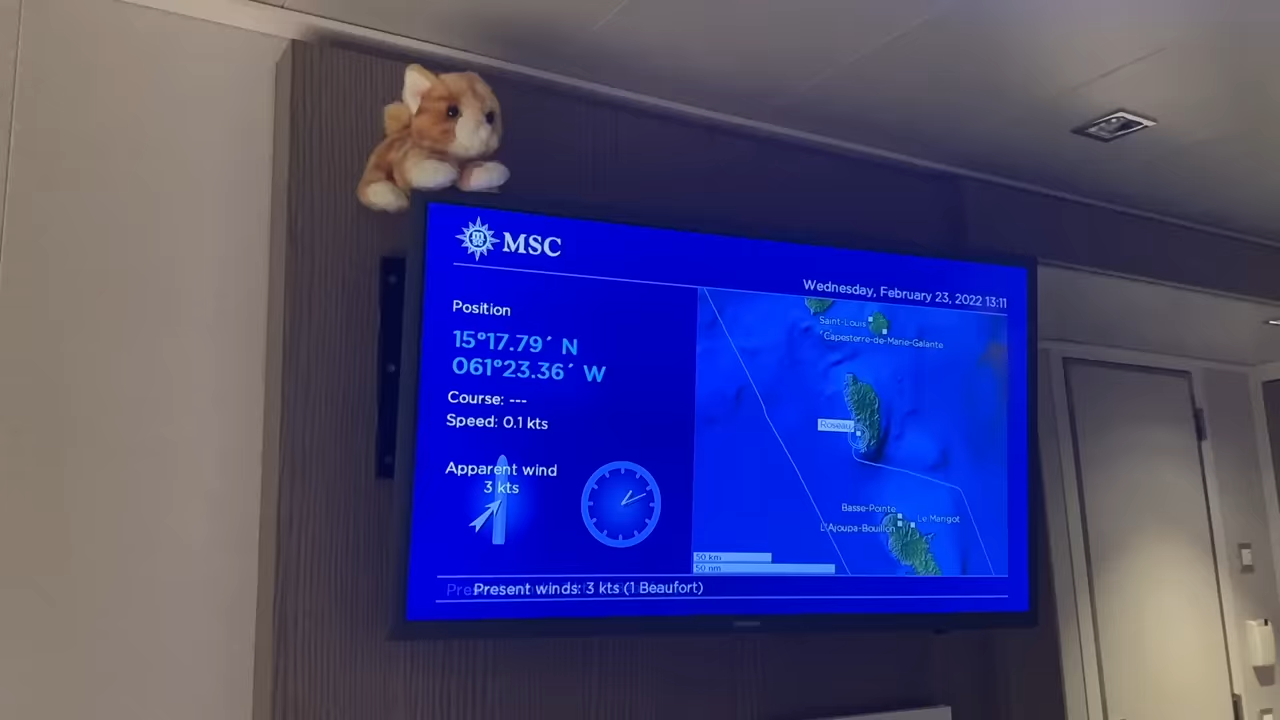 MSC
Wednesday, February 23, 2022 13:11
Position
15°17.79´ N
061°23.36´ W
Course: ---
Speed: 0.1 kts
Apparent wind
3 kts
Saint-Louis
Capesterre-de-Marie-Galante
Roseau
Basse-Pointe
Le Mangot
L'Ajoupa-Bouillon
50 km
50 nm
Present winds: 3 kts (1 Beaufort)